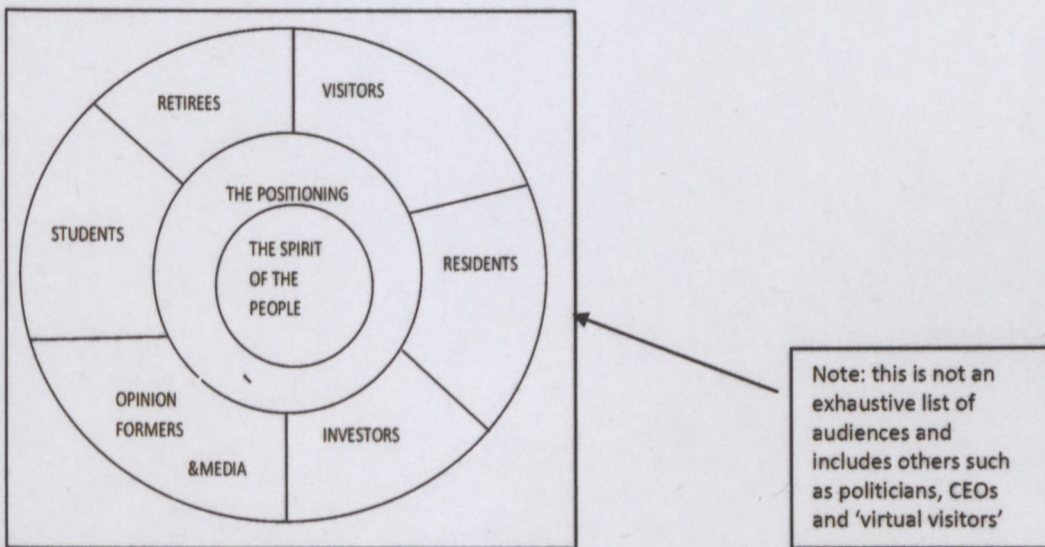 RETIREES
VISITORS
THE POSITIONING
STUDENTS
THE SPIRIT
OF THE
PEOPLE
RESIDENTS
OPINION
FORMERS
&MEDIA
INVESTORS
Note: this is not an
exhaustive list of
audiences and
includes others such
as politicians, CEOs
and ‘virtual visitors’